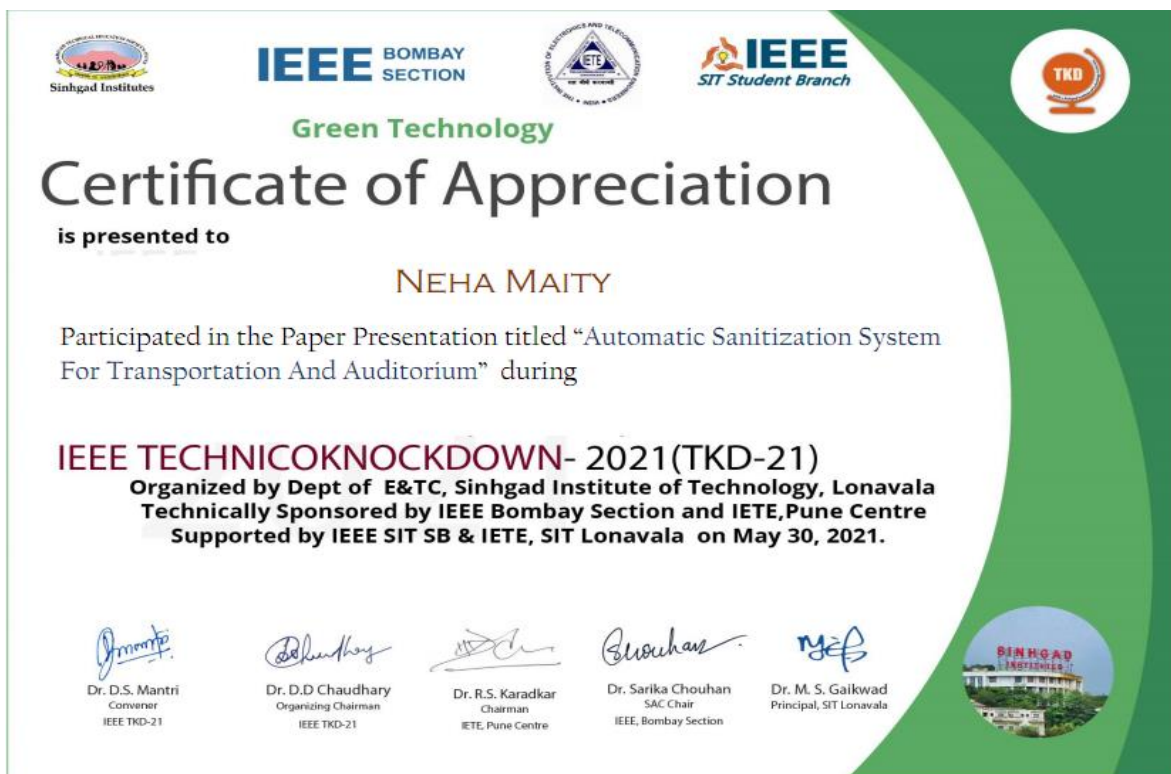 Sinhgad Institutes
IEEE BOMBAY SECTION
IETE
IEEE
SIT Student Branch
TKD
Green Technology
Certificate of Appreciation
is presented to
NEHA MAITY
Participated in the Paper Presentation titled “Automatic Sanitization System
For Transportation And Auditorium” during
IEEE TECHNICOKNOCKDOWN- 2021(TKD-21)
Organized by Dept of E&TC, Sinhgad Institute of Technology, Lonavala
Technically Sponsored by IEEE Bombay Section and IETE,Pune Centre
Supported by IEEE SIT SB & IETE, SIT Lonavala on May 30, 2021.
Dr. D.S. Mantri
Convener
IEEE TKD-21
Dr. D.D Chaudhary
Organizing Chairman
IEEE TKD-21
Dr. R.S. Karadkar
Chairman
IETE, Pune Centre
Dr. Sarika Chouhan
SAC Chair
IEEE, Bombay Section
Dr. M. S. Gaikwad
Principal, SIT Lonavala
SINHGAD
INSTITUTES